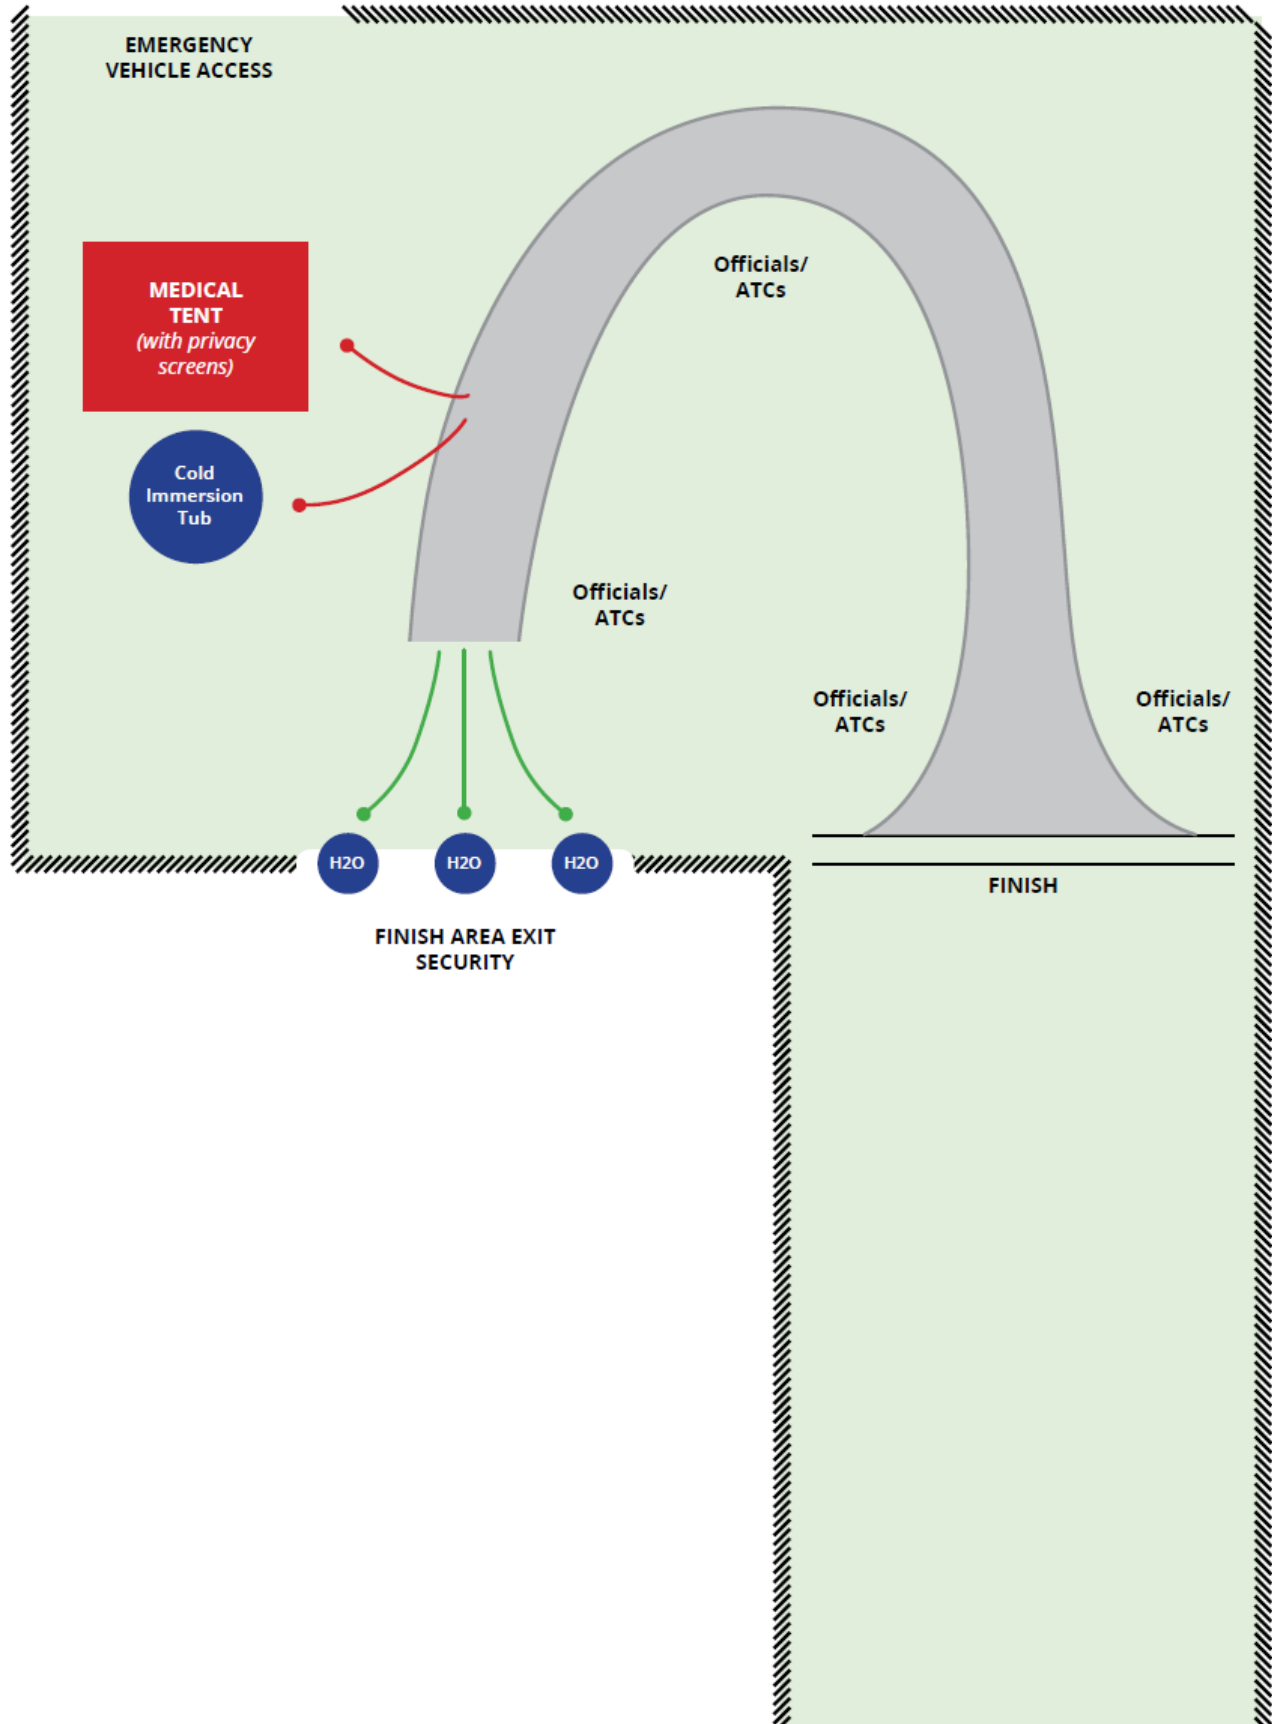 EMERGENCY
VEHICLE ACCESS
MEDICAL
TENT
(with privacy
screens)
Officials/
ATCs
Cold
Immersion
Tub
Officials/
ATCs
Officials/
ATCs
Officials/
ATCs
H2O
H2O
H2O
FINISH
FINISH AREA EXIT
SECURITY